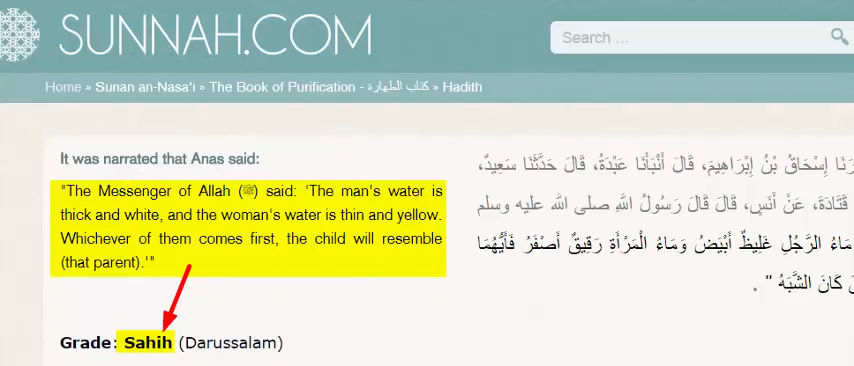 SUNNAH.COM
Search ...
Home » Sunan an-Nasa'i » The Book of Purification - كتاب الطهارة » Hadith
It was narrated that Anas said:
"The Messenger of Allah (ﷺ) said: 'The man's water is
thick and white, and the woman's water is thin and yellow.
Whichever of them comes first, the child will resemble
(that parent).'"
إِسْحَاقُ بْنُ إِبْرَاهِيمَ، قَالَ أَنْبَأَنَا عَبْدَةُ، قَالَ حَدَّثَنَا سَعِيدٌ،
قَتَادَةَ، عَنْ أَنَسٍ، قَالَ قَالَ رَسُولُ اللَّهِ صلى الله عليه وسلم
مَاءُ الرَّجُلِ غَلِيظٌ أَبْيَضُ وَمَاءُ الْمَرْأَةِ رَقِيقٌ أَصْفَرُ فَأَيُّهُمَا
كَانَ الشَّبَهُ " .
Grade: Sahih (Darussalam)